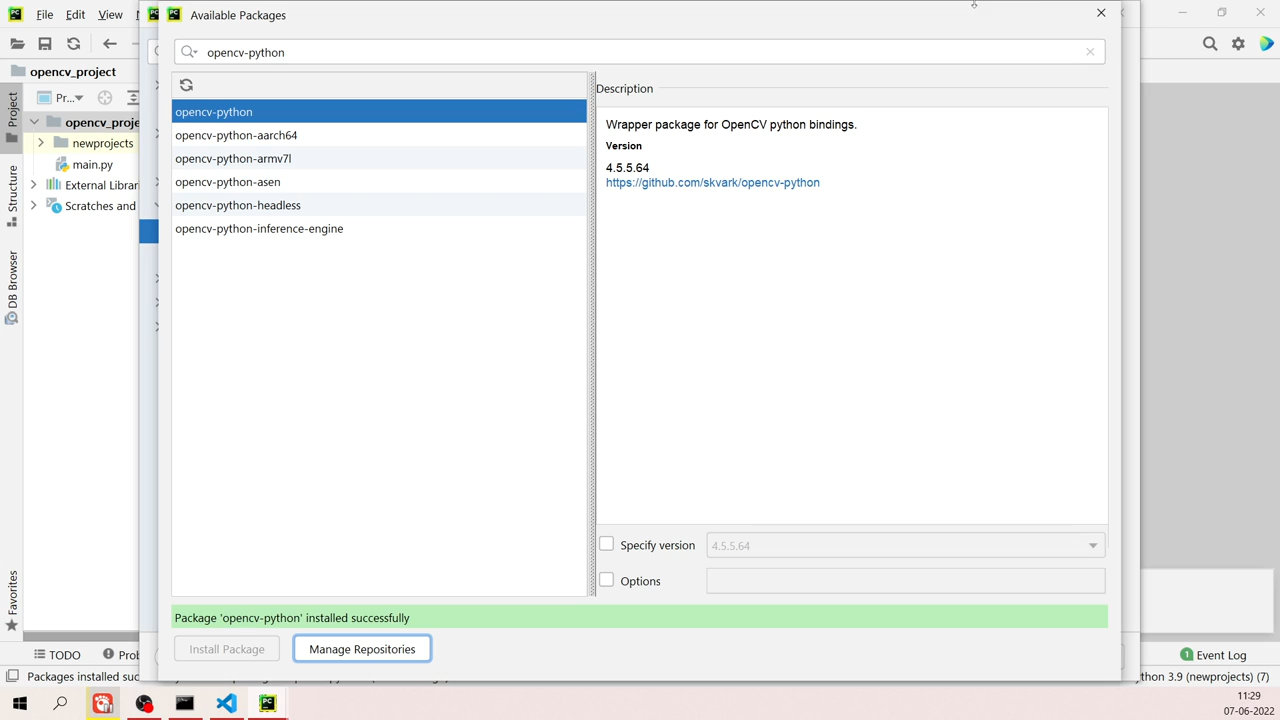 File Edit View
Available Packages
opencv-python
opencv_project
Pr...
opencv_proje
newprojects
main.py
External Librar
Scratches and
Project
Structure
DB Browser
Favorites
opencv-python
opencv-python-aarch64
opencv-python-armv7l
opencv-python-asen
opencv-python-headless
opencv-python-inference-engine
Description
Wrapper package for OpenCV python bindings.
Version
4.5.5.64
https://github.com/skvark/opencv-python
Specify version 4.5.5.64
Options
Package 'opencv-python' installed successfully
Install Package Manage Repositories
TODO Prob
1 Event Log
Packages installed suc
thon 3.9 (newprojects) (7)
11:29
07-06-2022